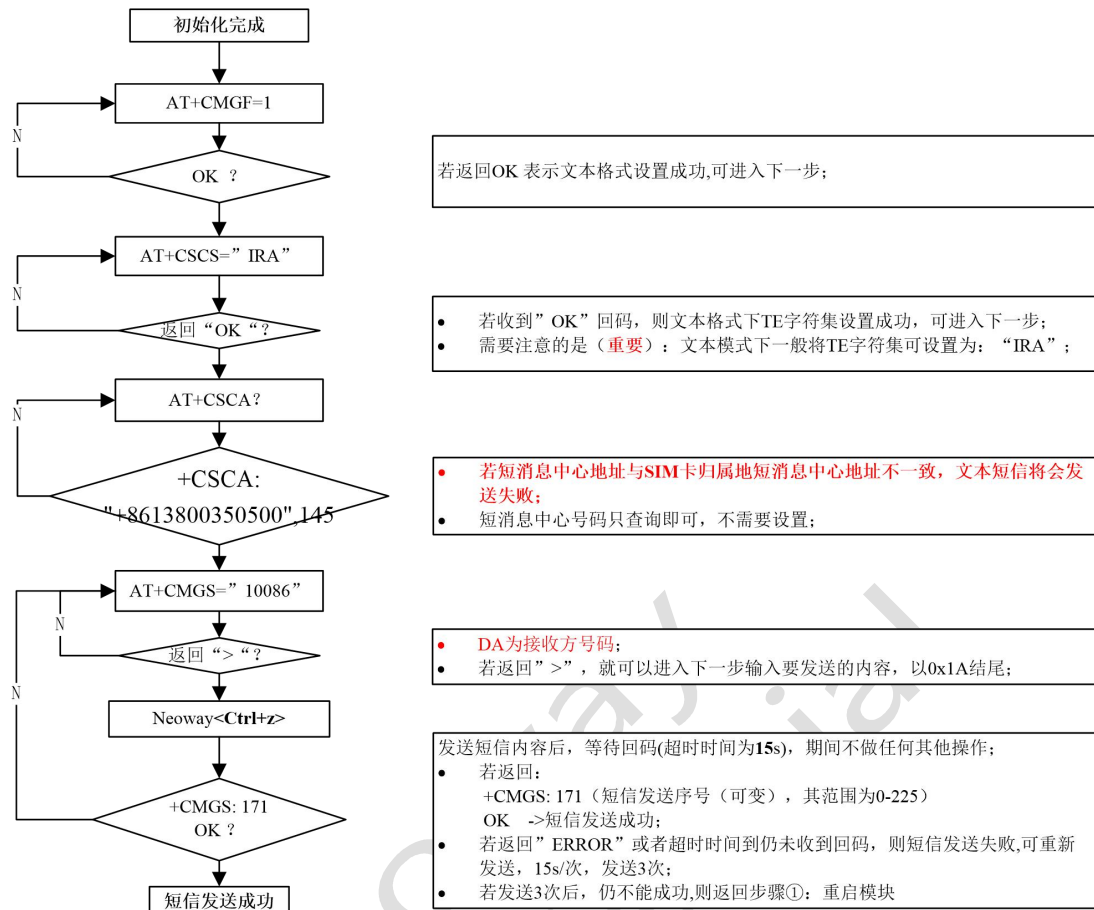 初始化完成
AT+CMGF=1
N
OK ?
若返回OK 表示文本格式设置成功,可进入下一步;
AT+CSCS=”IRA”
N
返回“OK“?
● 若收到”OK”回码，则文本格式下TE字符集设置成功，可进入下一步;
● 需要注意的是（重要）: 文本模式下一般将TE字符集可设置为: “IRA”;
AT+CSCA?
N
+CSCA:
"+8613800350500",145
● 若短消息中心地址与SIM卡归属地短消息中心地址不一致，文本短信将会发
送失败;
● 短消息中心号码只查询即可，不需要设置;
AT+CMGS=”10086”
N
返回“>“?
● DA为接收方号码;
● 若返回”>”，就可以进入下一步输入要发送的内容，以0x1A结尾;
N
Neoway<Ctrl+z>
+CMGS: 171
OK ?
发送短信内容后，等待回码(超时时间为15s)，期间不做任何其他操作;
● 若返回:
+CMGS: 171（短信发送序号（可变），其范围为0-225）
OK ->短信发送成功;
● 若返回”ERROR”或者超时时间到仍未收到回码，则短信发送失败,可重新
发送，15s/次，发送3次;
● 若发送3次后，仍不能成功,则返回步骤①: 重启模块
短信发送成功